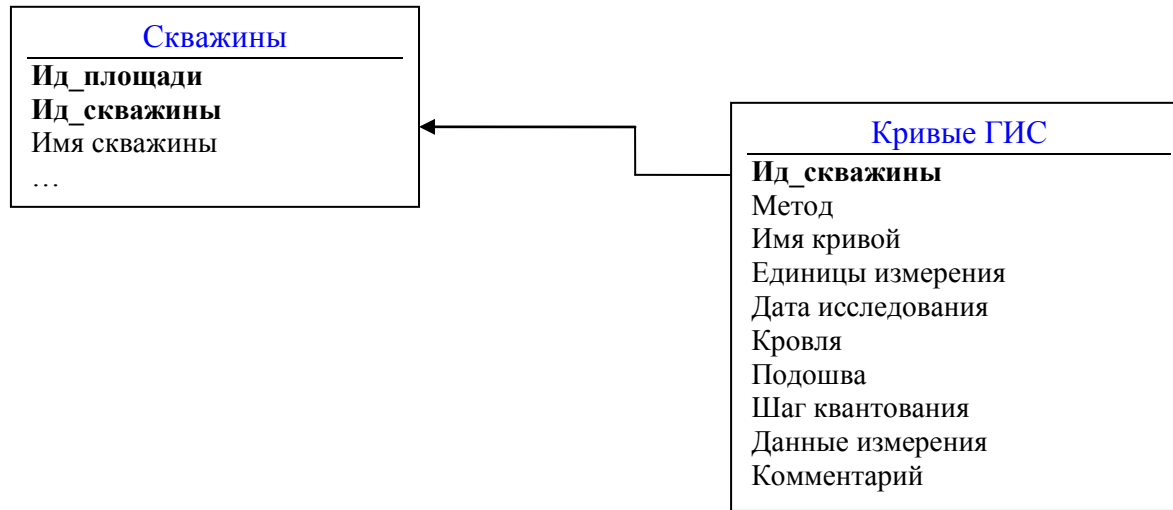 Скважины
Ид_площади
Ид_скважины
Имя скважины
…
Кривые ГИС
Ид_скважины
Метод
Имя кривой
Единицы измерения
Дата исследования
Кровля
Подошва
Шаг квантования
Данные измерения
Комментарий